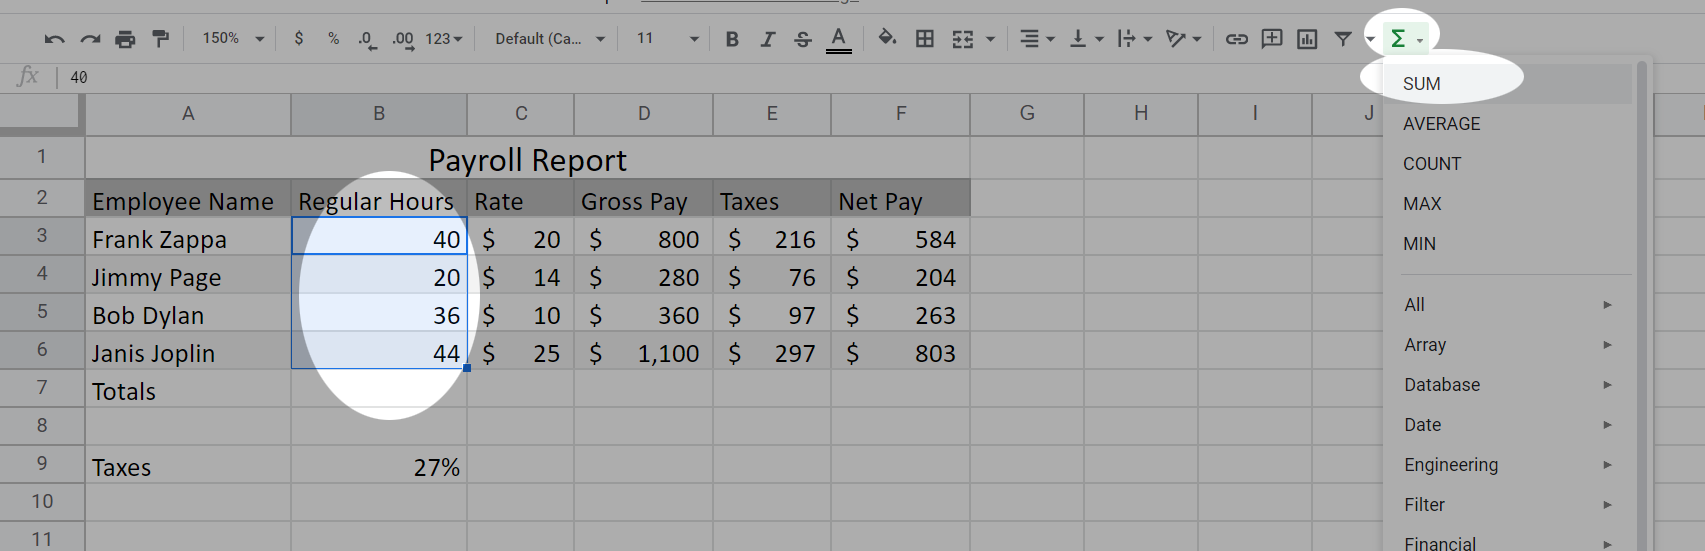 150% $ % .0 .00 123 Default (Ca... 11 B I S A Σ
fx 40
SUM
AVERAGE
COUNT
MAX
MIN
All
Array
Database
Date
Engineering
Filter
Financial
A B C D E F G H I J
1 Payroll Report
2 Employee Name Regular Hours Rate Gross Pay Taxes Net Pay
3 Frank Zappa 40 $ 20 $ 800 $ 216 $ 584
4 Jimmy Page 20 $ 14 $ 280 $ 76 $ 204
5 Bob Dylan 36 $ 10 $ 360 $ 97 $ 263
6 Janis Joplin 44 $ 25 $ 1,100 $ 297 $ 803
7 Totals
8
9 Taxes 27%
10
11